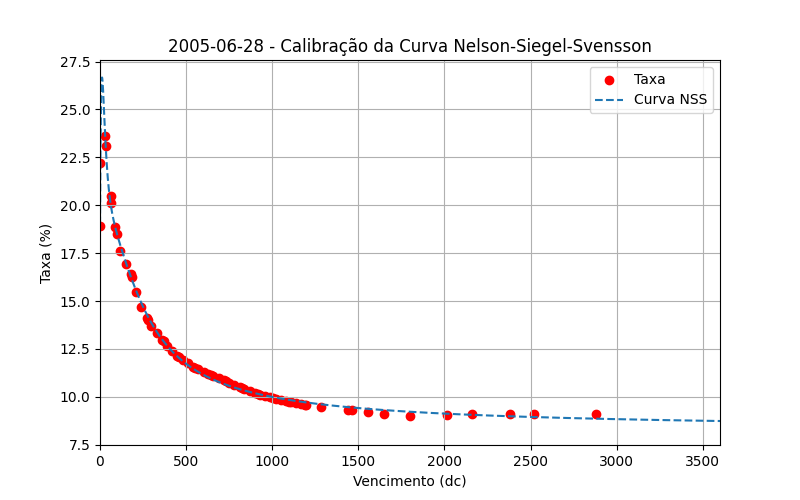 2005-06-28 - Calibração da Curva Nelson-Siegel-Svensson
27.5
25.0
22.5
20.0
17.5
15.0
12.5
10.0
7.5
Taxa (%)
Taxa
Curva NSS
0 500 1000 1500 2000 2500 3000 3500
Vencimento (dc)